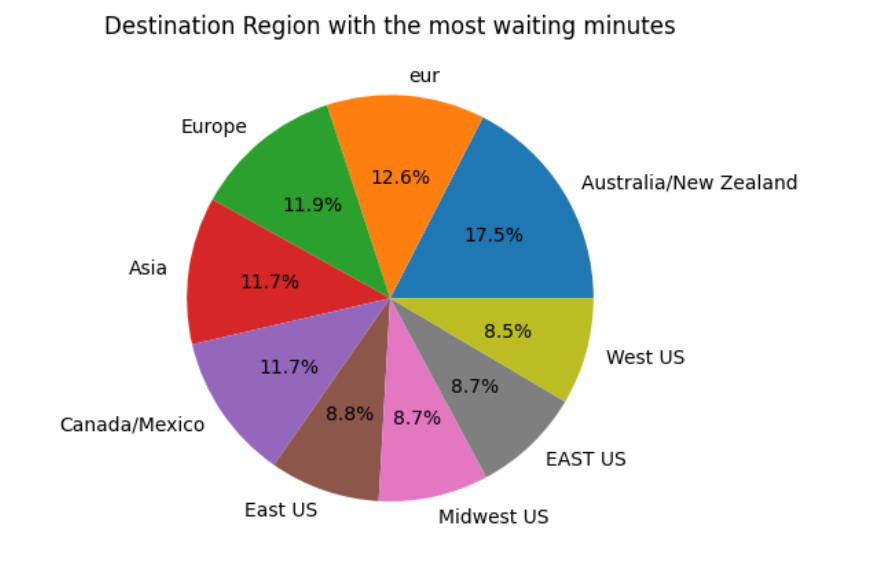 Destination Region with the most waiting minutes
eur
Europe
Australia/New Zealand
12.6%
11.9%
17.5%
Asia
11.7%
8.5%
West US
11.7%
8.7%
Canada/Mexico
8.8%
8.7%
EAST US
East US
Midwest US